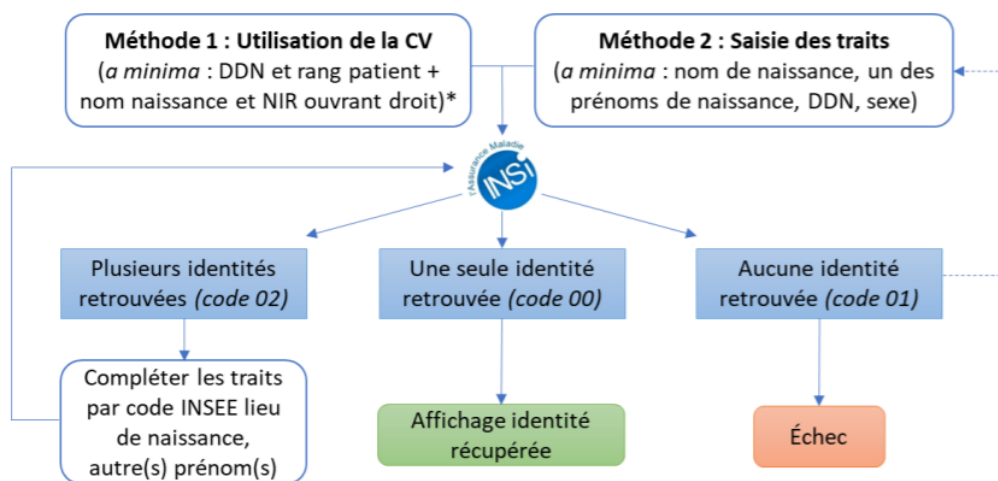 Méthode 1 : Utilisation de la CV
(a minima : DDN et rang patient +
nom naissance et NIR ouvrant droit)*
Méthode 2 : Saisie des traits
(a minima : nom de naissance, un des
prénoms de naissance, DDN, sexe)
l'Assurance Maladie
INSi
Plusieurs identités
retrouvées (code 02)
Une seule identité
retrouvée (code 00)
Aucune identité
retrouvée (code 01)
Compléter les traits
par code INSEE lieu
de naissance,
autre(s) prénom(s)
Affichage identité
récupérée
Échec